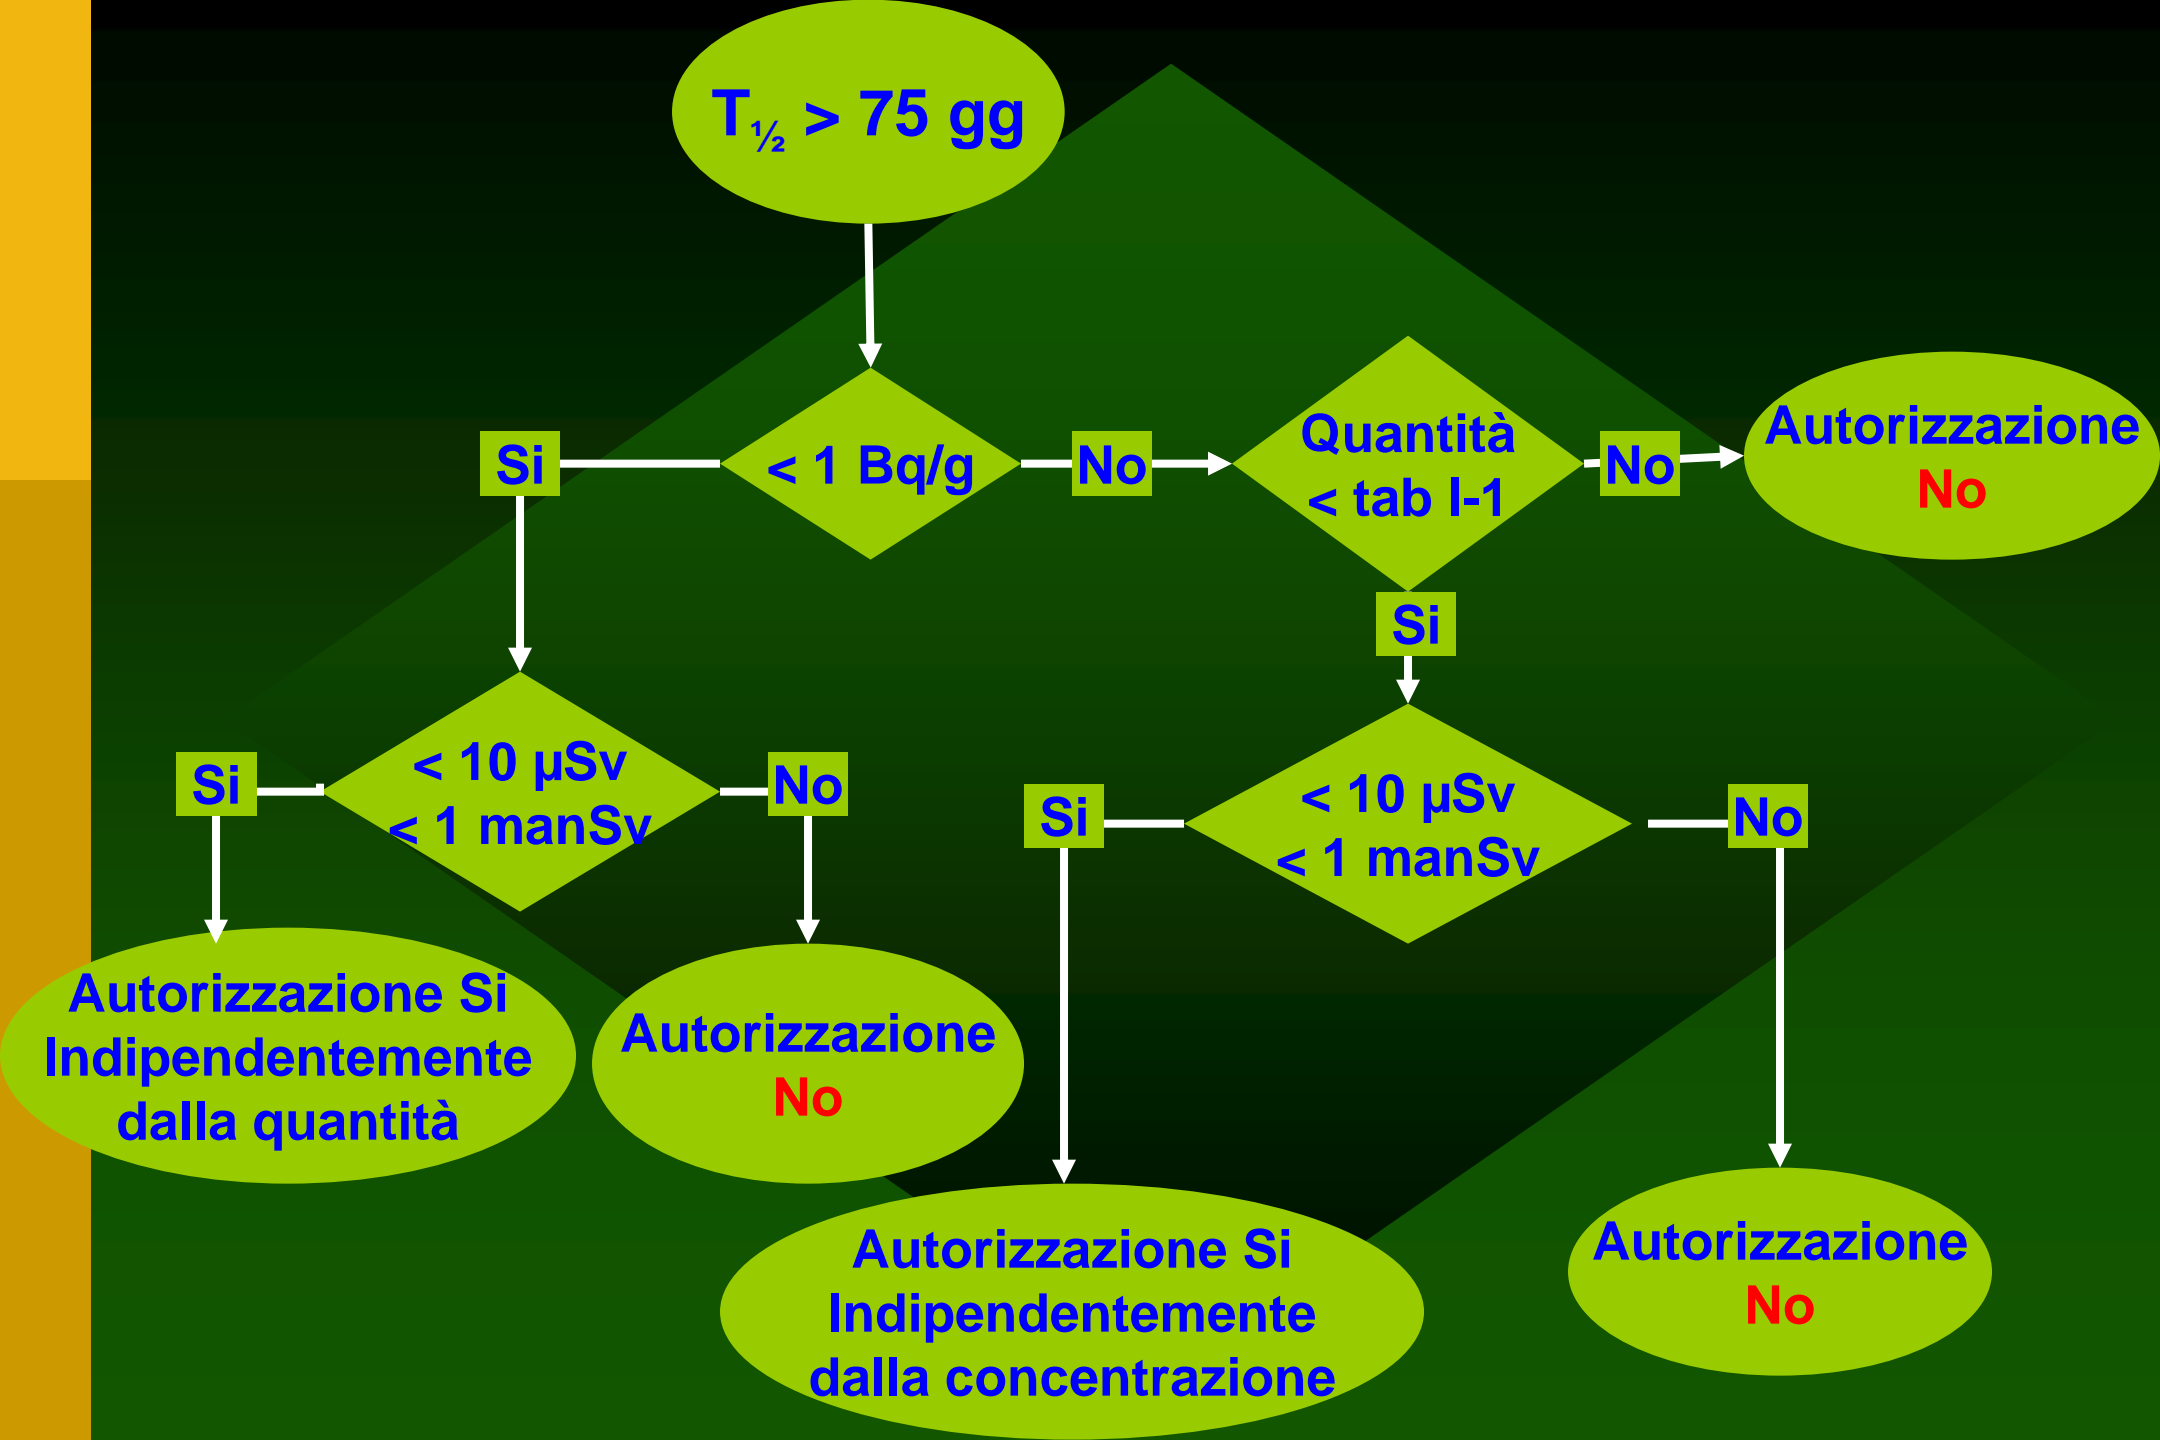 T½ > 75 gg
Si
< 1 Bq/g
No
Quantità
< tab I-1
No
Autorizzazione
No
Si
Si
< 10 µSv
< 1 manSv
No
Si
< 10 µSv
< 1 manSv
No
Autorizzazione Si
Indipendentemente
dalla quantità
Autorizzazione
No
Autorizzazione Si
Indipendentemente
dalla concentrazione
Autorizzazione
No